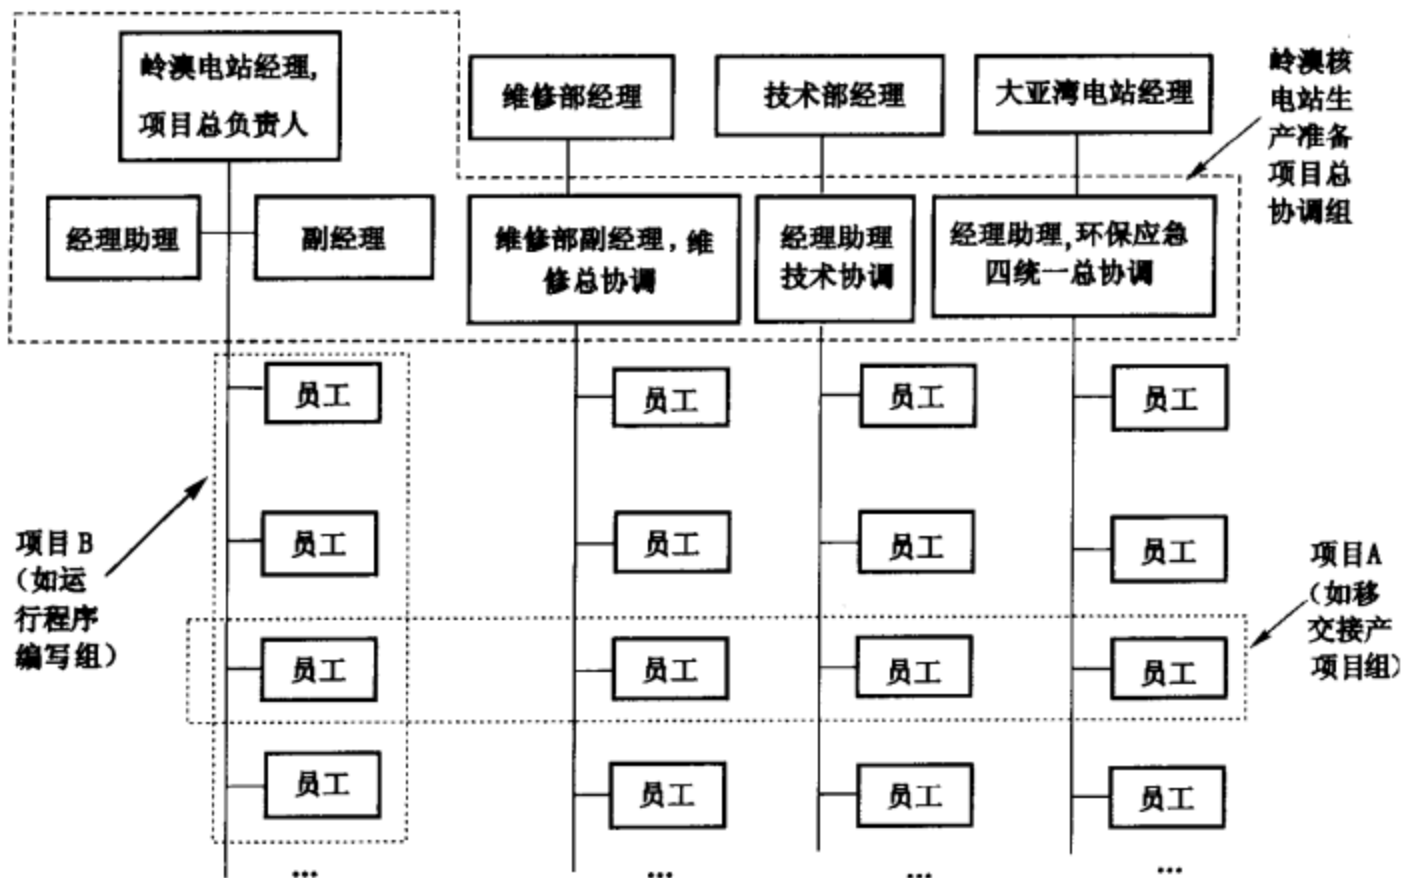 岭澳电站经理,
项目总负责人
维修部经理
技术部经理
大亚湾电站经理
岭澳核
电站生
产准备
项目总
协调组
经理助理
副经理
维修部副经理，维
修总协调
经理助理
技术协调
经理助理,环保应急
四统一总协调
员工
员工
员工
员工
员工
员工
员工
员工
项目B
（如运
行程序
编写组）
项目A
（如移
交接产
项目组）
员工
员工
员工
员工
员工
员工
员工
员工
...
...
...
...